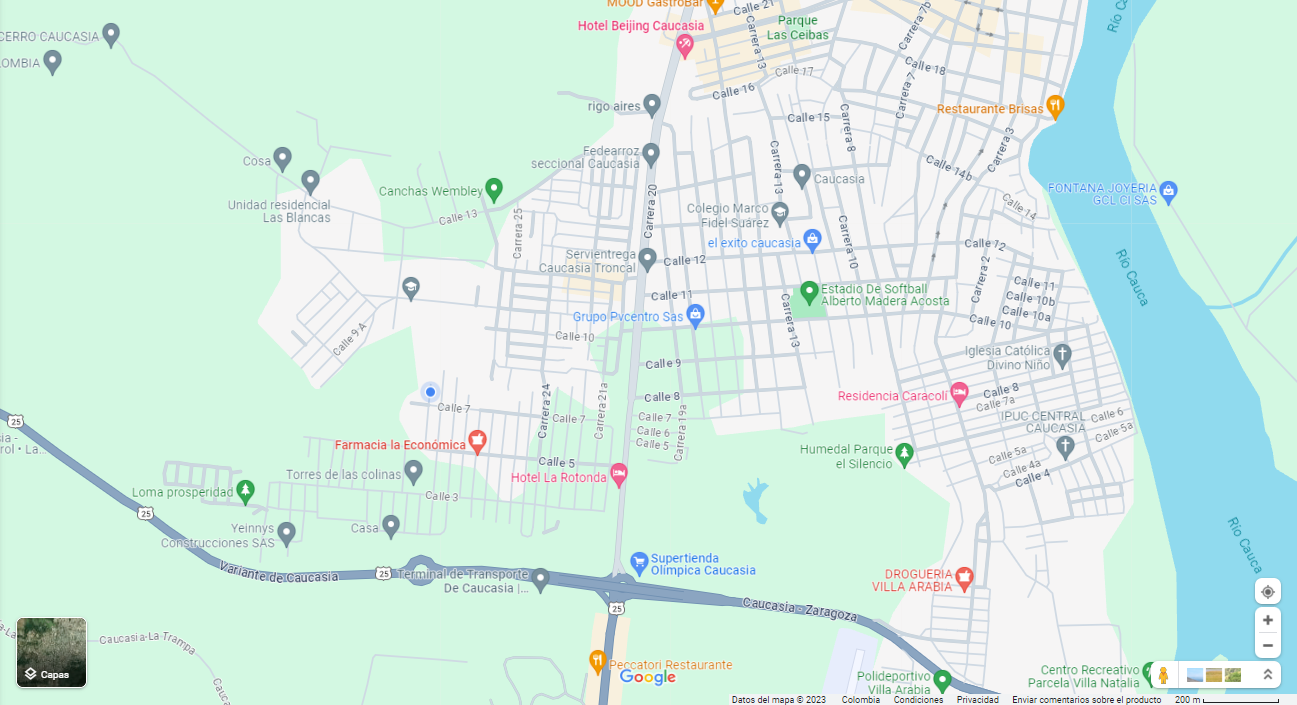 MOOD GastroBar
Calle 21
Parque
Las Ceibas
Río Cauca
Hotel Beijing Caucasia
CERRO CAUCASIA
LOMBIA
Carrera 13
Carrera 7b
Calle 17
Calle 18
Calle 16
Carrera 7
rigo aires
Calle 15
Carrera 8
Restaurante Brisas
Carrera 3
Fedearroz
seccional Caucasia
Cosa
Carrera 13
Calle 14b
Caucasia
Canchas Wembley
FONTANA JOYERIA
GCL CI SAS
Unidad residencial
Las Blancas
Calle 13
Carrera 25
Carrera 20
Colegio Marco
Fidel Suárez
Calle 14
el exito caucasia
Carrera 10
Calle 12
Servientrega
Caucasia Troncal
Calle 12
Carrera 2
Río Cauca
Calle 11
Estadio De Softball
Alberto Madera Acosta
Calle 11
Calle 10b
Calle 10a
Calle 10
Grupo Pvcentro Sas
Carrera 13
Calle 9 A
Calle 10
Iglesia Católica
Divino Niño
Calle 9
Calle 8
Calle 8
Residencia Caracolí
Calle 7a
Calle 7
Carrera 24
Calle 7
Carrera 21a
Calle 7
Calle 6
Calle 5
Carrera 19a
IPUC CENTRAL
CAUCASIA
Calle 6
Calle 5a
25
Farmacia la Económica
Humedal Parque
el Silencio
Calle 5a
Calle 4a
Calle 4
Calle 5
Torres de las colinas
Hotel La Rotonda
Loma prosperidad
Calle 3
25
Yeinnys
Construcciones SAS
Casa
Río Cauca
Variante de Caucasia
25
Terminal de Transporte
De Caucasia |...
Supertienda
Olímpica Caucasia
DROGUERIA
VILLA ARABIA
25
Caucasia - Zaragoza
Caucasia-La Trampa
Capas
Peccatori Restaurante
Google
Polideportivo
Villa Arabia
Centro Recreativo
Parcela Villa Natalia
Datos del mapa © 2023 Colombia Condiciones Privacidad Enviar comentarios sobre el producto 200 m